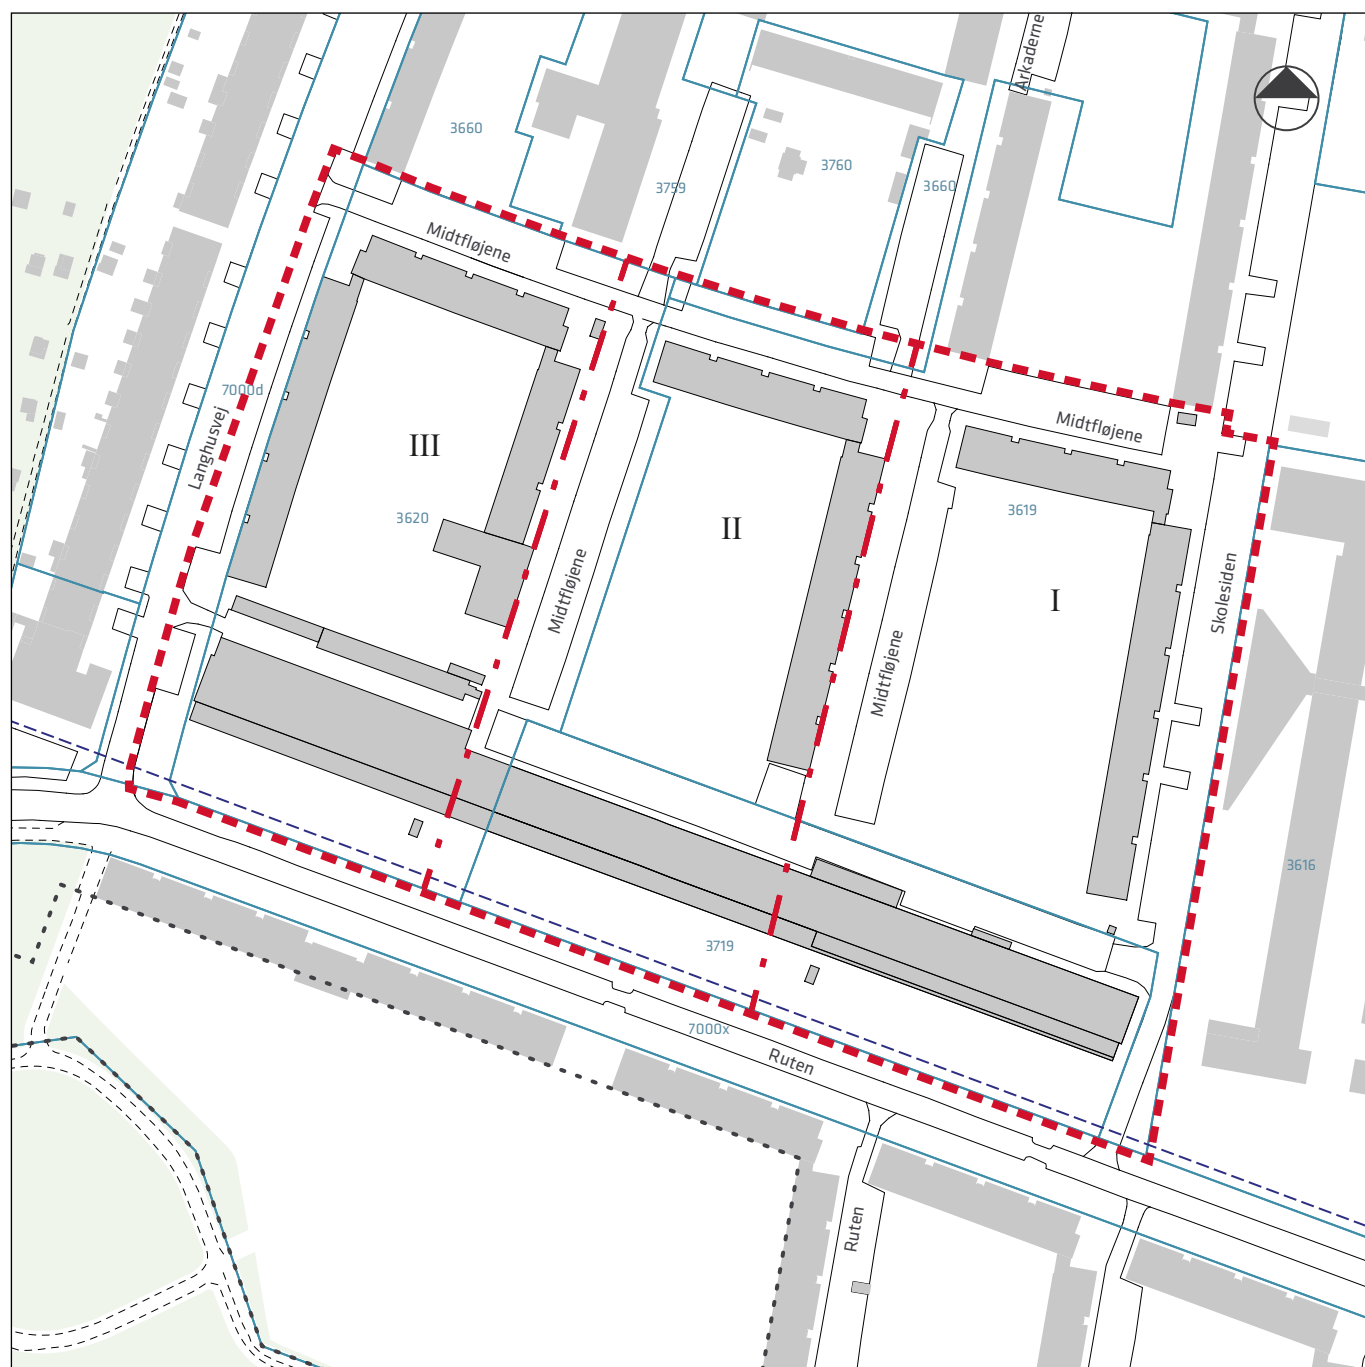 Arkaderne
3660
3759
3760
3660
Midtfløjene
7000d
Langhusvej
III
3620
Midtfløjene
II
Midtfløjene
3619
I
Midtfløjene
Skolesiden
3616
3719
7000x
Ruten
Ruten